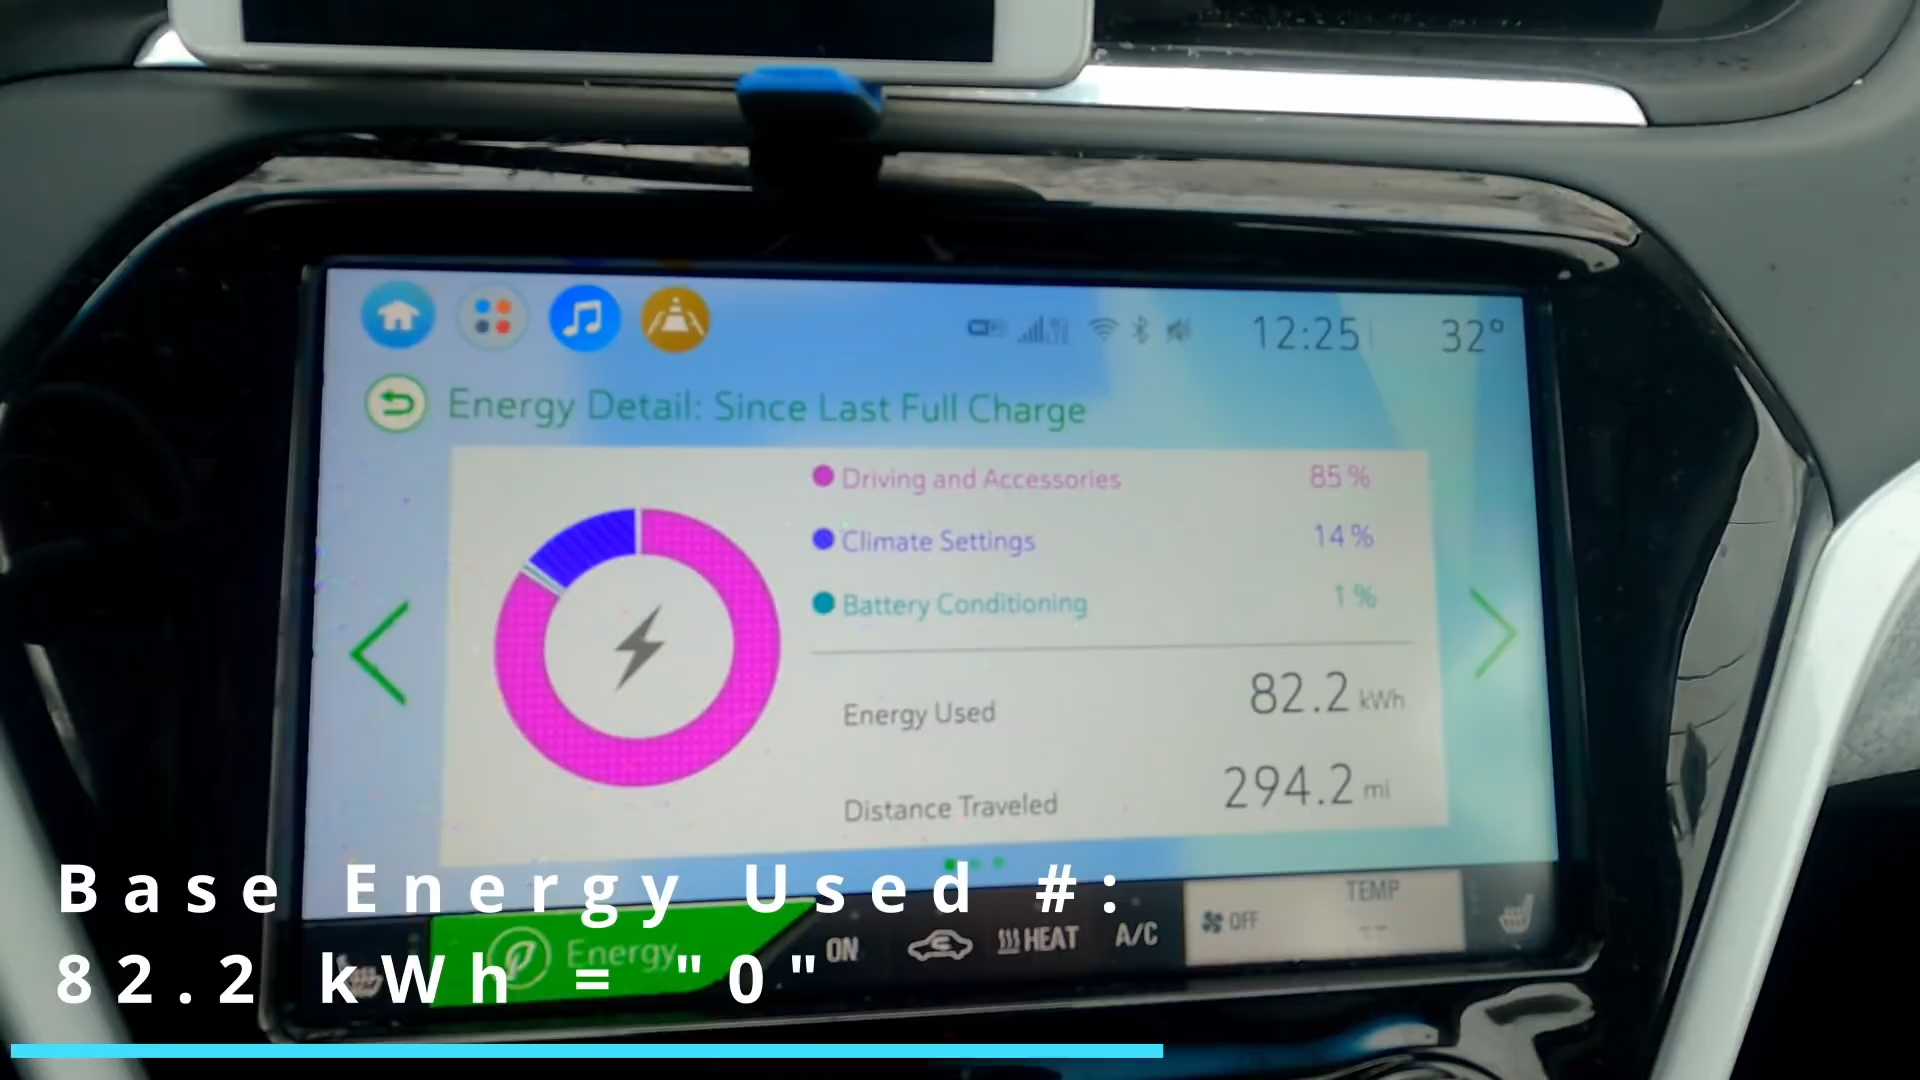 12:25 32°
Energy Detail: Since Last Full Charge
Driving and Accessories 85 %
Climate Settings 14 %
Battery Conditioning 1 %
Energy Used 82.2 kWh
Distance Traveled 294.2 mi
Base Energy Used #:
82.2 kWh = "0"
Energy ON HEAT A/C OFF TEMP --